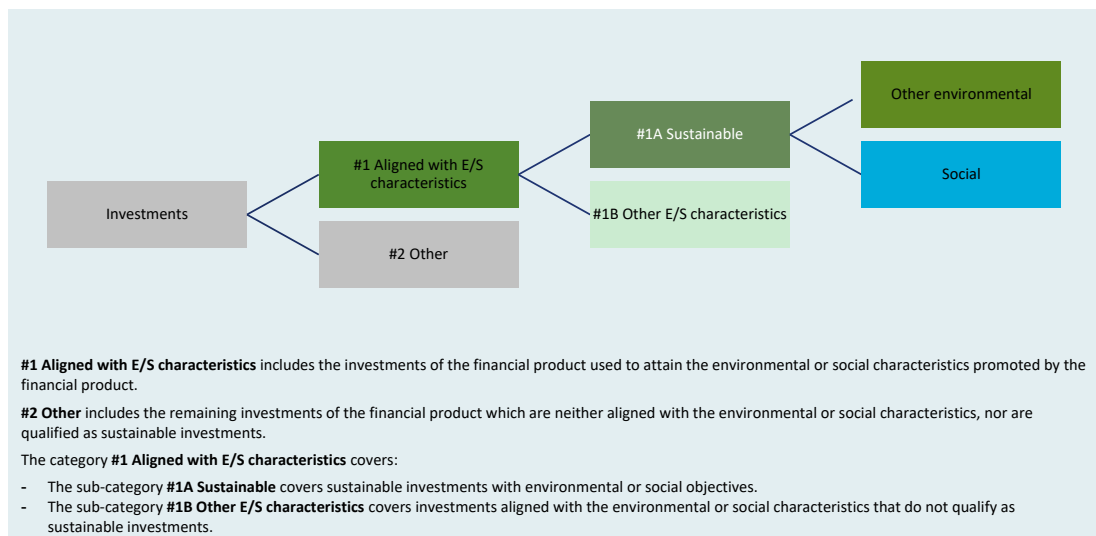 Other environmental
#1A Sustainable
#1 Aligned with E/S
characteristics
Social
Investments
#1B Other E/S characteristics
#2 Other
#1 Aligned with E/S characteristics includes the investments of the financial product used to attain the environmental or social characteristics promoted by the
financial product.
#2 Other includes the remaining investments of the financial product which are neither aligned with the environmental or social characteristics, nor are
qualified as sustainable investments.
The category #1 Aligned with E/S characteristics covers:
- The sub-category #1A Sustainable covers sustainable investments with environmental or social objectives.
- The sub-category #1B Other E/S characteristics covers investments aligned with the environmental or social characteristics that do not qualify as
sustainable investments.